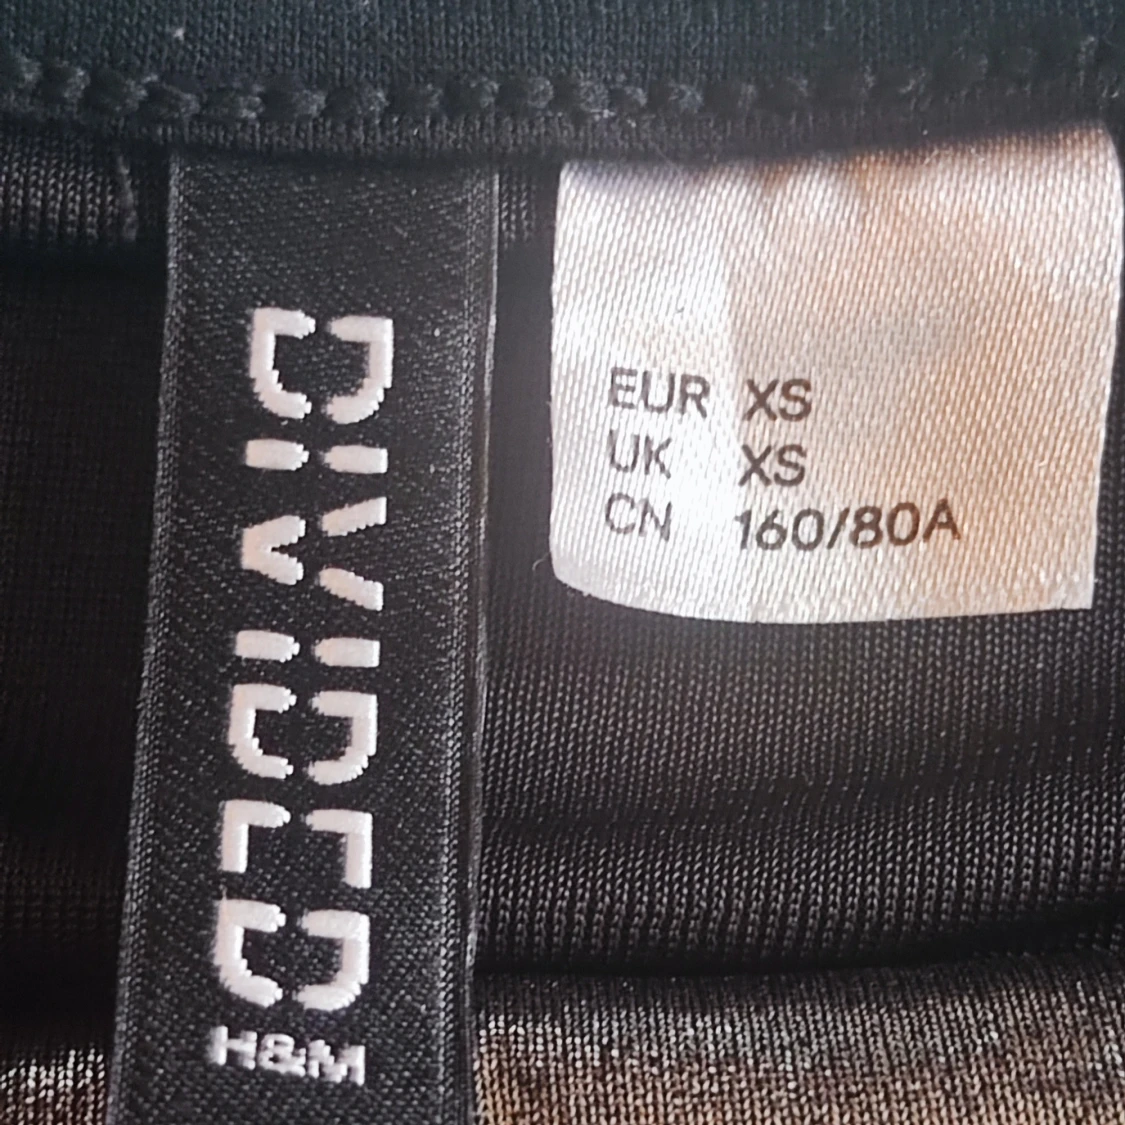 DIVIDED
H&M
EUR XS
UK XS
CN 160/80A